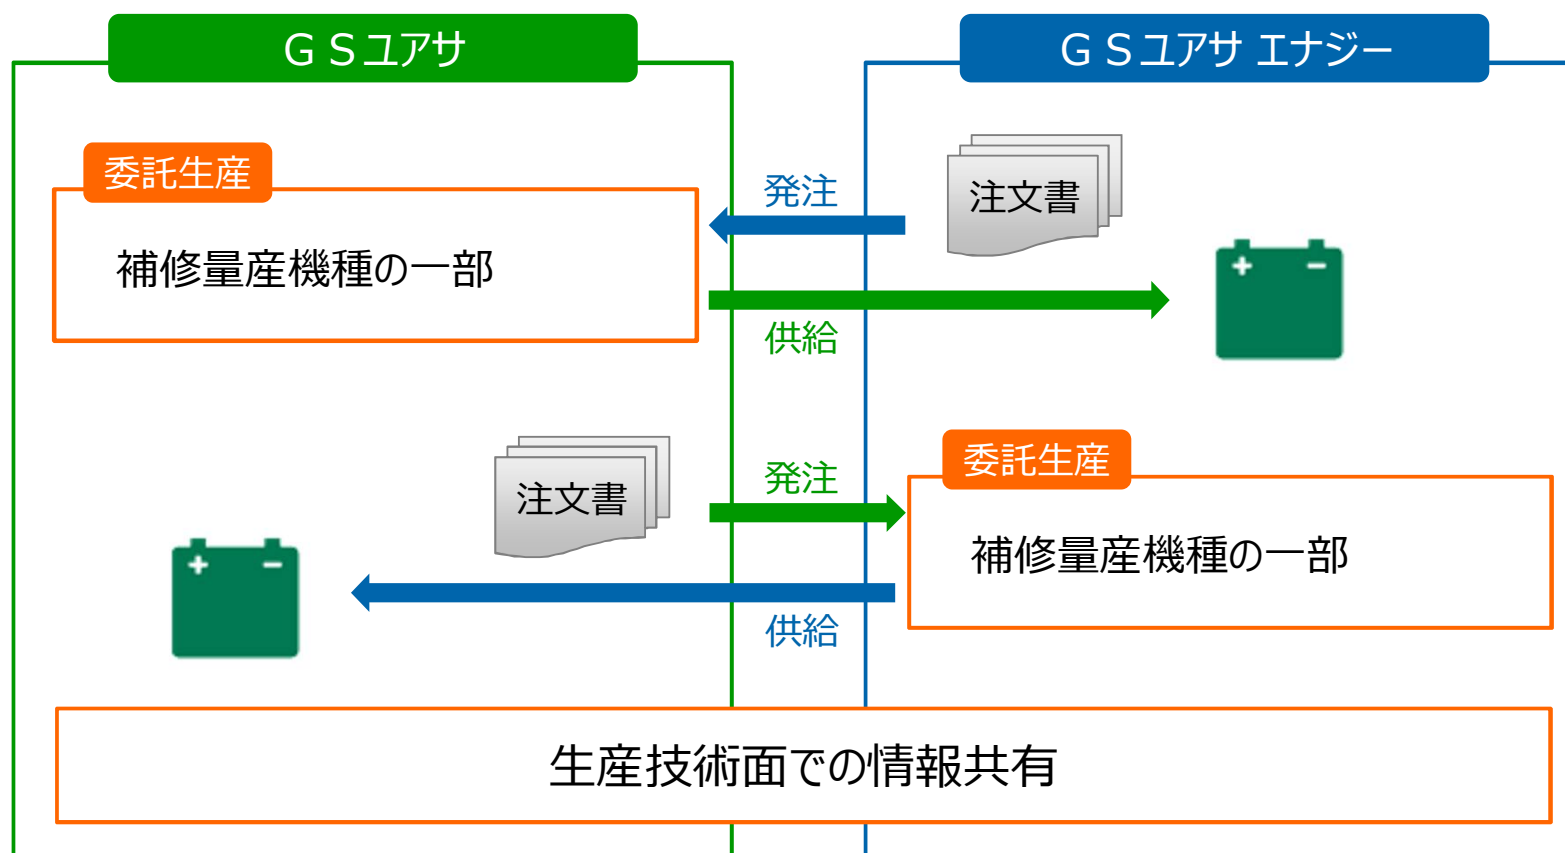 ＧＳユアサ
ＧＳユアサ エナジー
委託生産
補修量産機種の一部
発注
注文書
供給
注文書
発注
委託生産
補修量産機種の一部
供給
生産技術面での情報共有